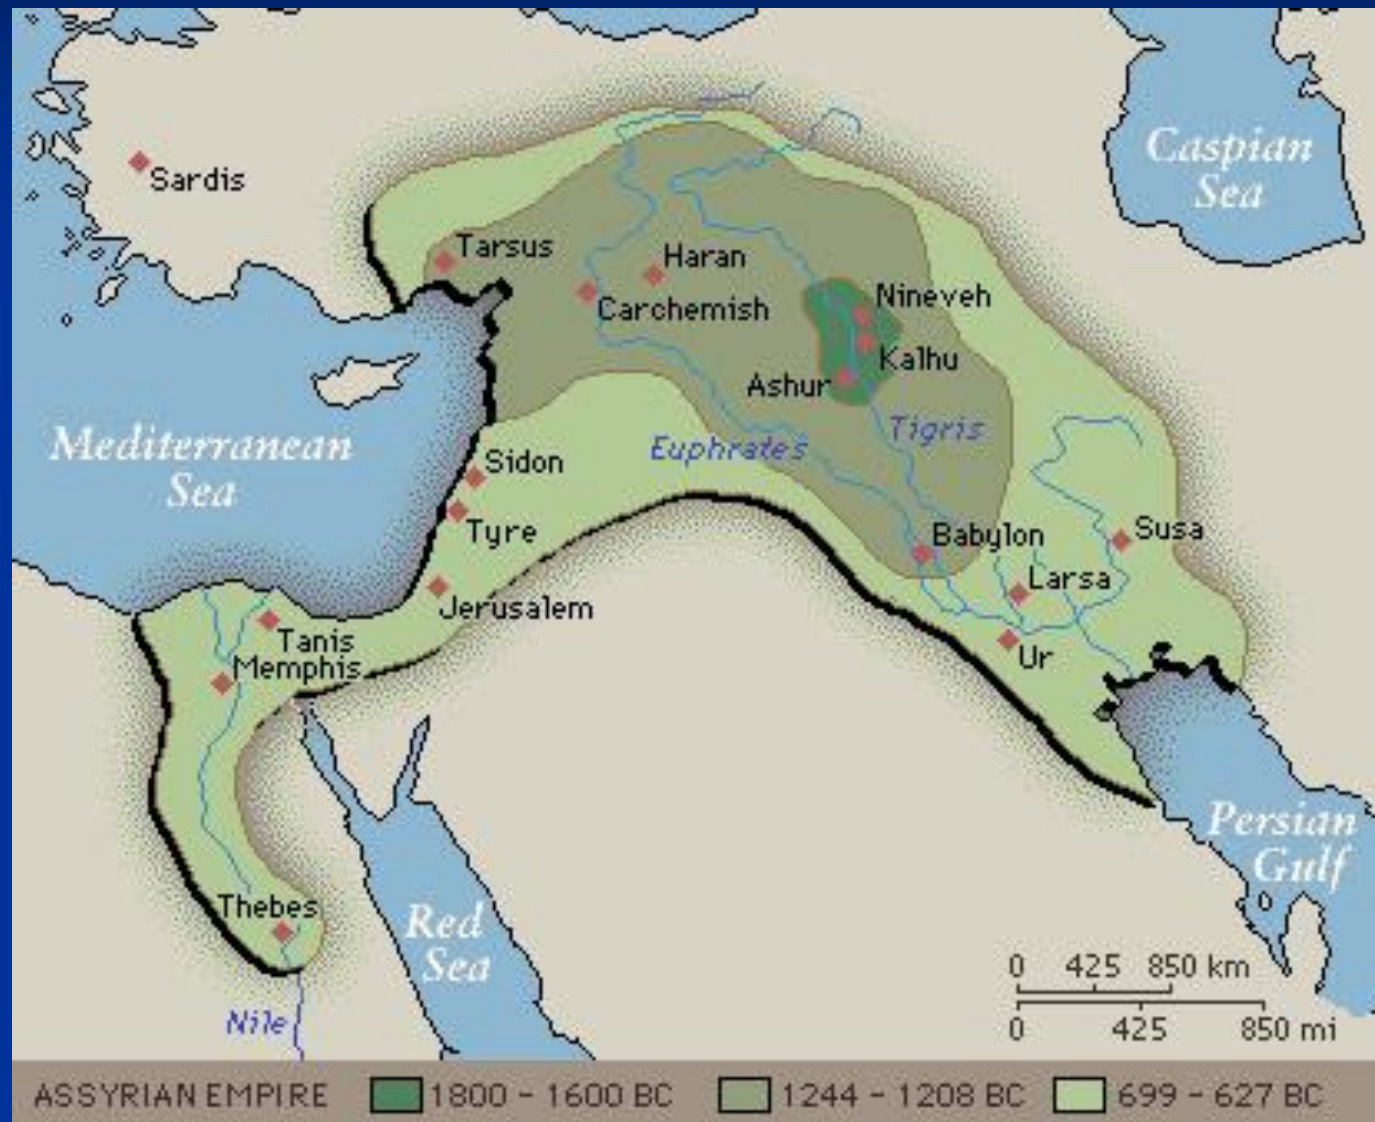 Caspian
Sea
Sardis
Tarsus
Haran
Carchemish
Nineveh
Kalhu
Ashur
Tigris
Euphrates
Mediterranean
Sea
Sidon
Tyre
Babylon
Susa
Larsa
Jerusalem
Tanis
Memphis
Ur
Persian
Gulf
Thebes
Red
Sea
Nile
0 425 850 km
0 425 850 mi
ASSYRIAN EMPIRE 1800 - 1600 BC 1244 - 1208 BC 699 - 627 BC